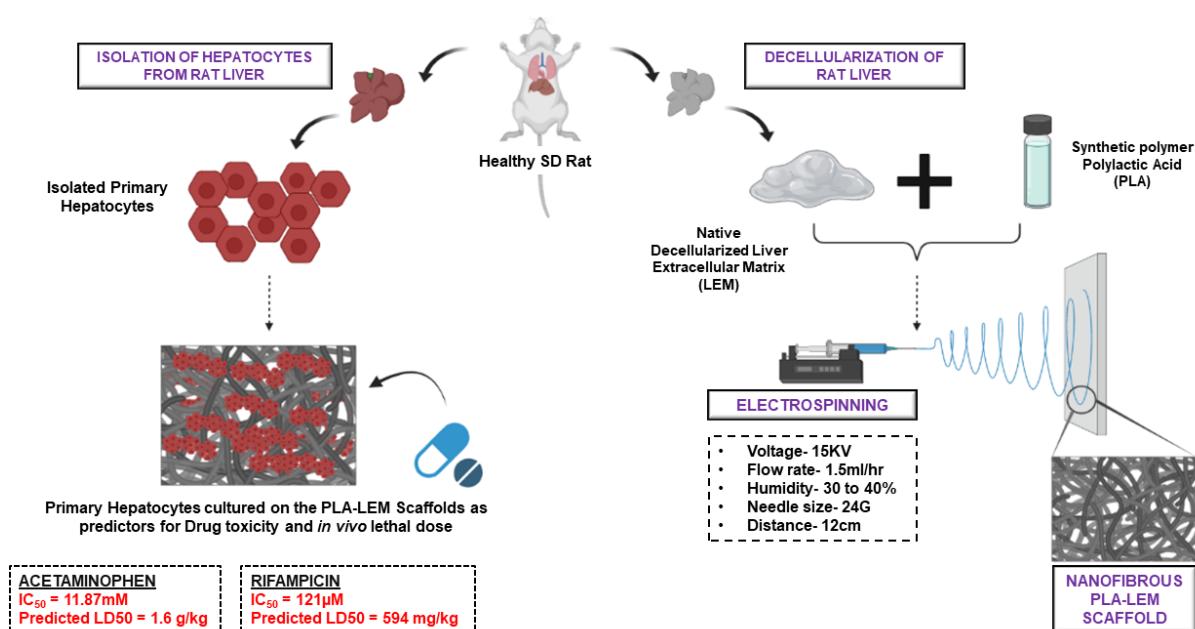 ISOLATION OF HEPATOCYTES
FROM RAT LIVER
Healthy SD Rat
DECELLULARIZATION OF
RAT LIVER
Isolated Primary
Hepatocytes
Synthetic polymer
Polylactic Acid
(PLA)
Native
Decellularized Liver
Extracellular Matrix
(LEM)
ELECTROSPINNING
• Voltage- 15KV
• Flow rate- 1.5ml/hr
• Humidity- 30 to 40%
• Needle size- 24G
• Distance- 12cm
Primary Hepatocytes cultured on the PLA-LEM Scaffolds as
predictors for Drug toxicity and in vivo lethal dose
ACETAMINOPHEN
IC50 = 11.87mM
Predicted LD50 = 1.6 g/kg
RIFAMPICIN
IC50 = 121µM
Predicted LD50 = 594 mg/kg
NANOFIBROUS
PLA-LEM
SCAFFOLD